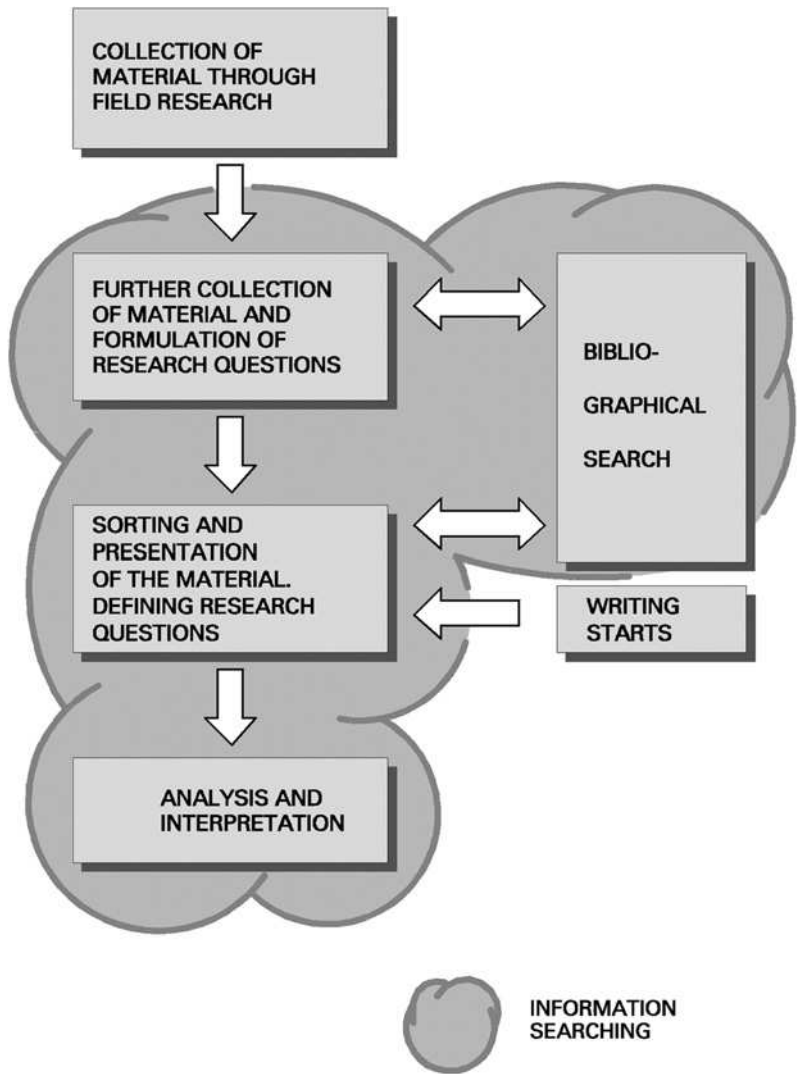 COLLECTION OF
MATERIAL THROUGH
FIELD RESEARCH
FURTHER COLLECTION
OF MATERIAL AND
FORMULATION OF
RESEARCH QUESTIONS
BIBLIO-
GRAPHICAL
SEARCH
SORTING AND
PRESENTATION
OF THE MATERIAL.
DEFINING RESEARCH
QUESTIONS
WRITING
STARTS
ANALYSIS AND
INTERPRETATION
INFORMATION
SEARCHING